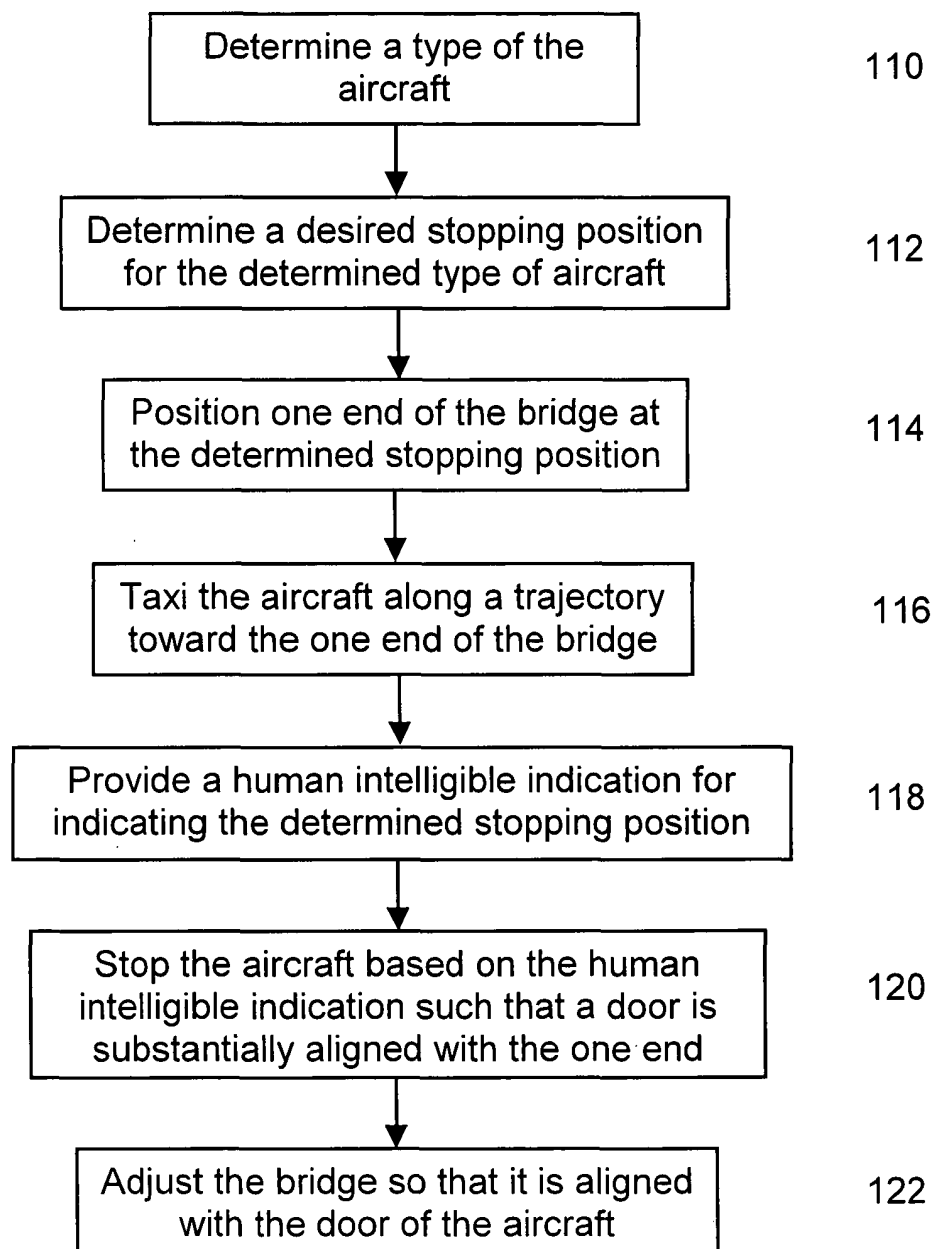 Determine a type of the
aircraft
110
Determine a desired stopping position
for the determined type of aircraft
112
Position one end of the bridge at
the determined stopping position
114
Taxi the aircraft along a trajectory
toward the one end of the bridge
116
Provide a human intelligible indication for
indicating the determined stopping position
118
Stop the aircraft based on the human
intelligible indication such that a door is
substantially aligned with the one end
120
Adjust the bridge so that it is aligned
with the door of the aircraft
122